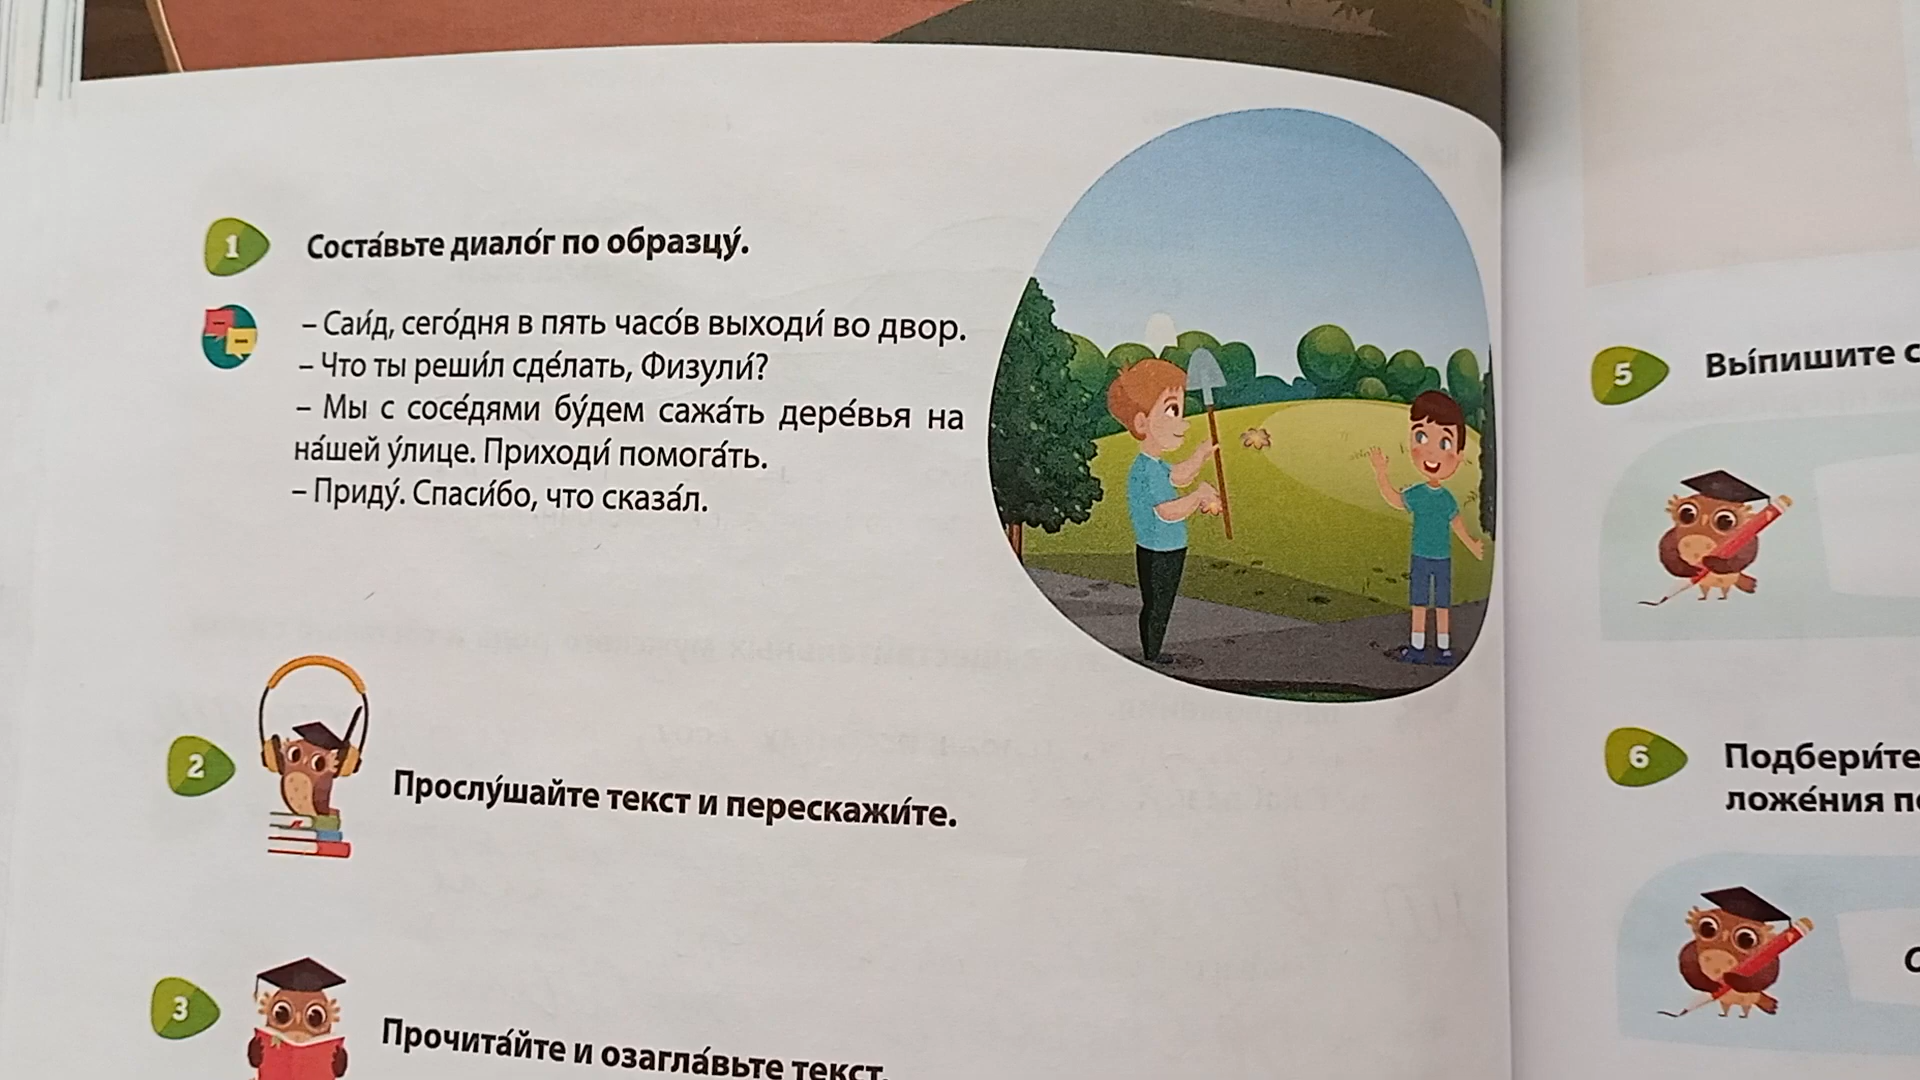 1
Соста́вьте диало́г по образцу́.
– Саи́д, сего́дня в пять часо́в выходи́ во двор.
– Что ты реши́л сде́лать, Физули́?
– Мы с сосе́дями бу́дем сажа́ть дере́вья на
на́шей у́лице. Приходи́ помога́ть.
– Приду́. Спаси́бо, что сказа́л.
2
Прослу́шайте текст и перескажи́те.
3
Прочита́йте и озагла́вьте текст.
5
Вы́пишите с
6
Подбери́те
ложе́ния